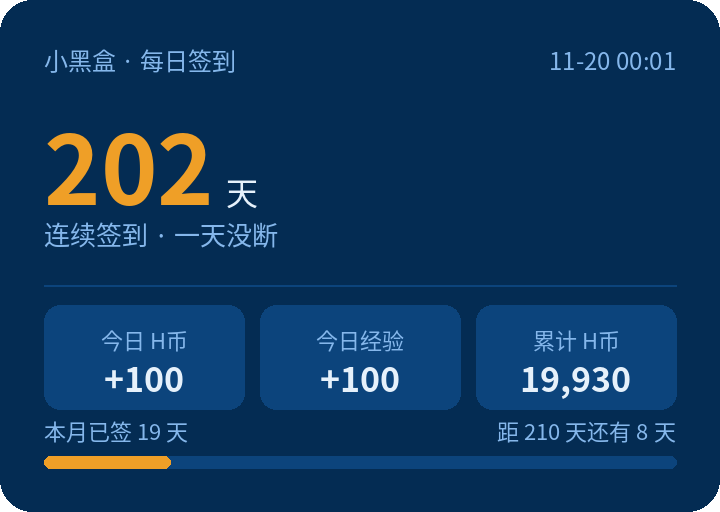 小黑盒 · 每日签到
11-20 00:01
202 天
连续签到 · 一天没断
今日 H币
+100
今日经验
+100
累计 H币
19,930
本月已签 19 天
距 210 天还有 8 天